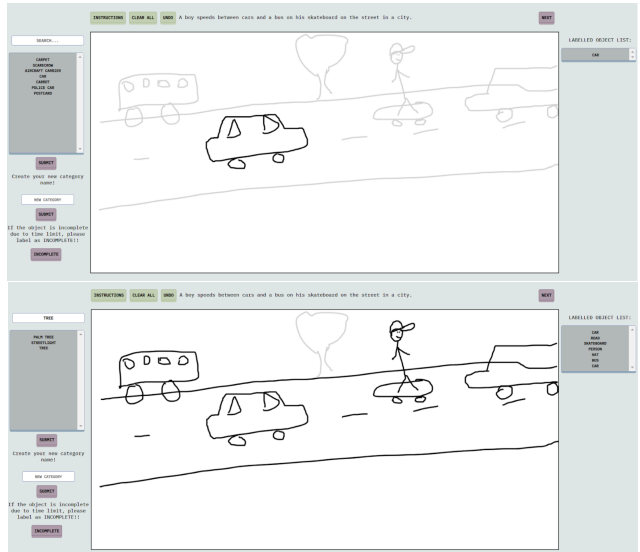 INSTRUCTIONS CLEAR ALL UNDO A boy speeds between cars and a bus on his skateboard on the street in a city. NEXT
SEARCH...
CARPET
SCARECROW
AIRCRAFT CARRIER
CAR
CARROT
POLICE CAR
POSTCARD
SUBMIT
Create your new category
name!
NEW CATEGORY
SUBMIT
If the object is incomplete
due to time limit, please
label as INCOMPLETE!!
INCOMPLETE
LABELLED OBJECT LIST:
CAR
INSTRUCTIONS CLEAR ALL UNDO A boy speeds between cars and a bus on his skateboard on the street in a city. NEXT
TREE
PALM TREE
STREETLIGHT
TREE
SUBMIT
Create your new category
name!
NEW CATEGORY
SUBMIT
If the object is incomplete
due to time limit, please
label as INCOMPLETE!!
INCOMPLETE
LABELLED OBJECT LIST:
CAR
ROAD
SKATEBOARD
PERSON
HAT
BUS
CAR